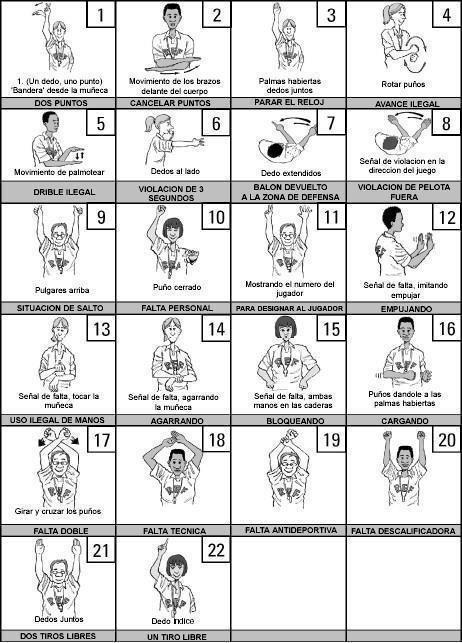 1
1. (Un dedo, uno punto)
'Bandera' desde la muñeca
DOS PUNTOS
2
Movimiento de los brazos
delante del cuerpo
CANCELAR PUNTOS
3
Palmas habiertas
dedos juntos
PARAR EL RELOJ
4
Rotar puños
AVANCE ILEGAL
5
Movimiento de palmotear
DRIBLE ILEGAL
6
Dedos al lado
VIOLACION DE 3
SEGUNDOS
7
Dedo extendidos
BALON DEVUELTO
A LA ZONA DE DEFENSA
8
Señal de violacion en la
direccion del juego
VIOLACION DE PELOTA
FUERA
9
Pulgares arriba
SITUACION DE SALTO
10
Puño cerrado
FALTA PERSONAL
11
Mostrando el numero del
jugador
PARA DESIGNAR AL JUGADOR
12
Señal de falta, imitando
empujar
EMPUJANDO
13
Señal de falta, tocar la
muñeca
USO ILEGAL DE MANOS
14
Señal de falta, agarrando
la muñeca
AGARRANDO
15
Señal de falta, ambas
manos en las caderas
BLOQUEANDO
16
Puños dandole a las
palmas habiertas
CARGANDO
17
Girar y cruzar los puños
FALTA DOBLE
18
FALTA TECNICA
19
FALTA ANTIDEPORTIVA
20
FALTA DESCALIFICADORA
21
Dedos Juntos
DOS TIROS LIBRES
22
Dedo indice
UN TIRO LIBRE